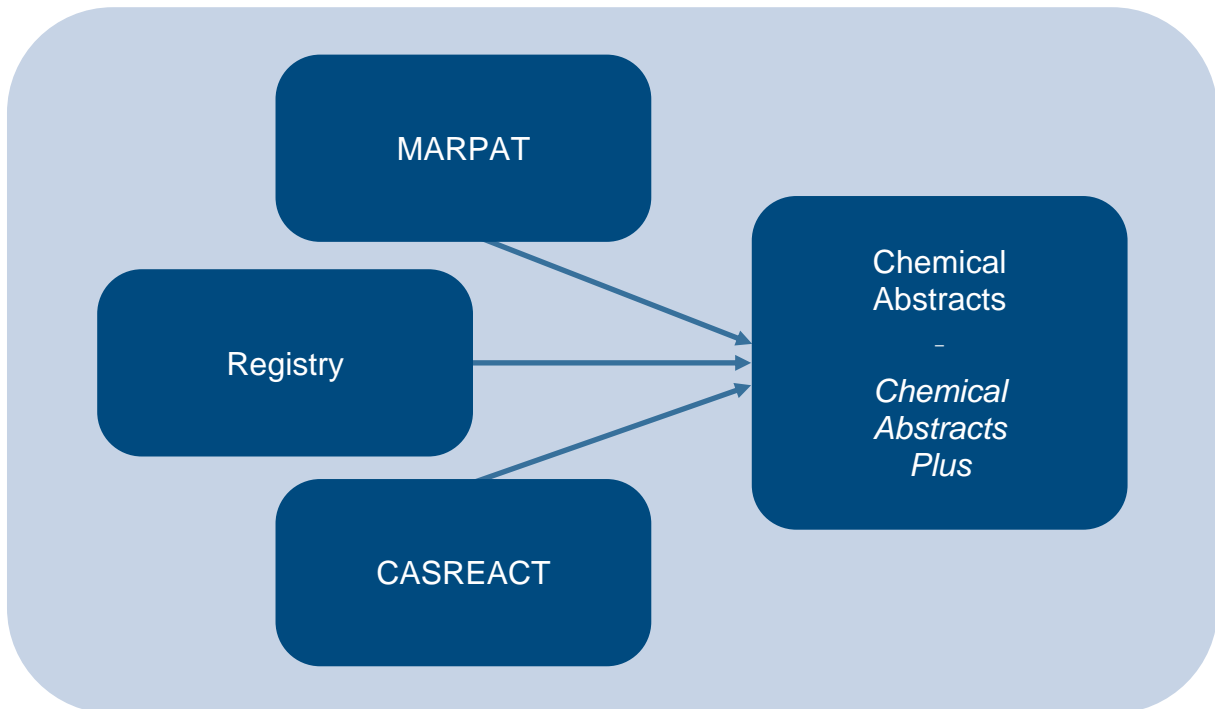 MARPAT
Registry
CASREACT
Chemical
Abstracts
–
Chemical
Abstracts
Plus